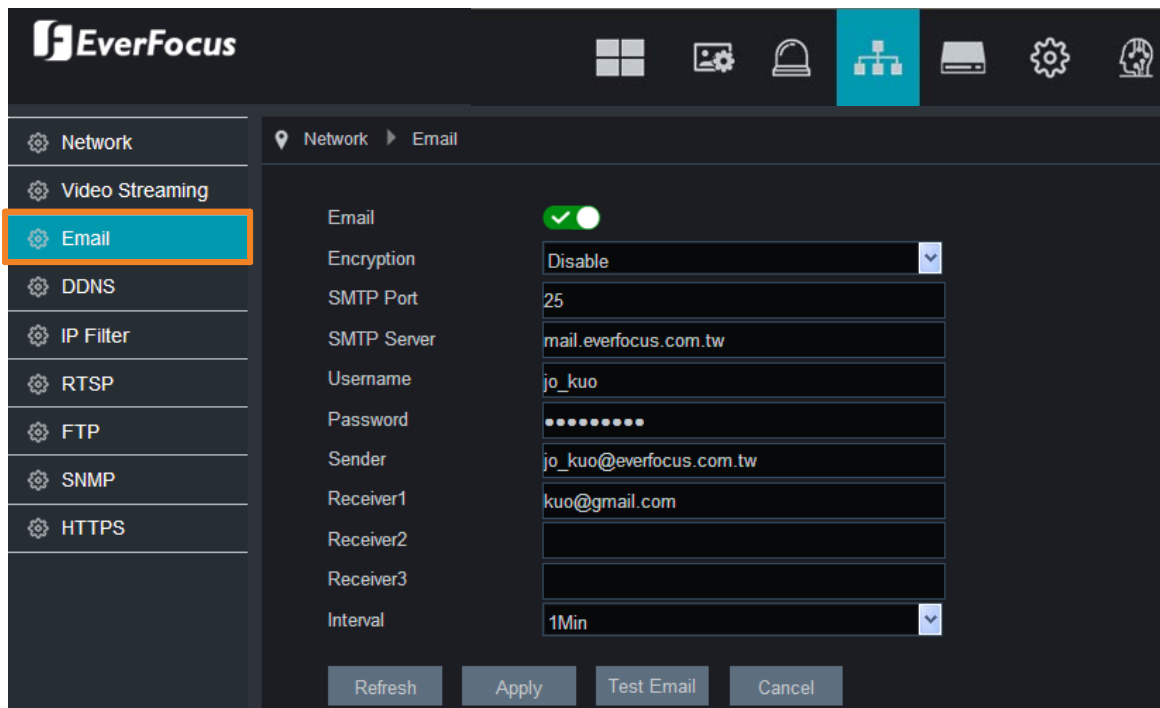 EverFocus
Network
Video Streaming
Email
DDNS
IP Filter
RTSP
FTP
SNMP
HTTPS
Network Email
Email
Encryption Disable
SMTP Port 25
SMTP Server mail.everfocus.com.tw
Username jo_kuo
Password •••••••••
Sender jo_kuo@everfocus.com.tw
Receiver1 kuo@gmail.com
Receiver2
Receiver3
Interval 1Min
Refresh Apply Test Email Cancel